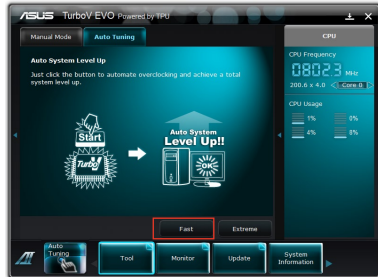 ASUS TurboV EVO Powered by TPU
Manual Mode
Auto Tuning
Auto System Level Up
Just click the button to automate overclocking and achieve a total
system level up.
Start
Turbo!
Auto System
Level Up!!
OK
Fast
Extreme
CPU
CPU Frequency
0802.3 MHz
200.6 x 4.0 Core 0
CPU Usage
1% 0%
4% 8%
Auto
Tuning
Tool
Monitor
Update
System
Information